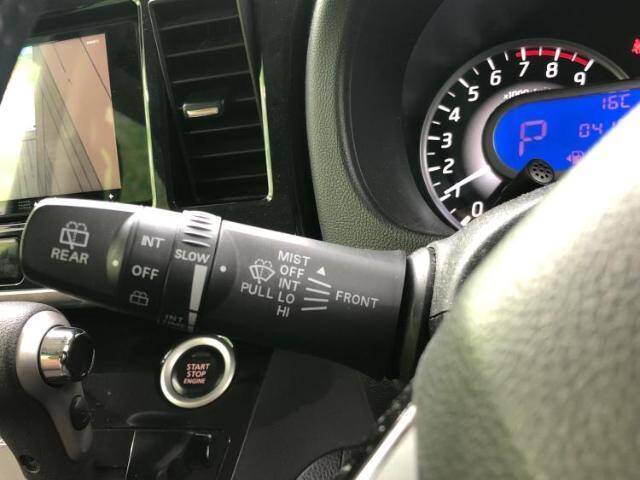 5 6 7 8 9
4
3
2
1
0
16C
P
REAR
INT
OFF
SLOW
INT
PULL
MIST
OFF
INT
LO
HI
FRONT
START
STOP
ENGINE